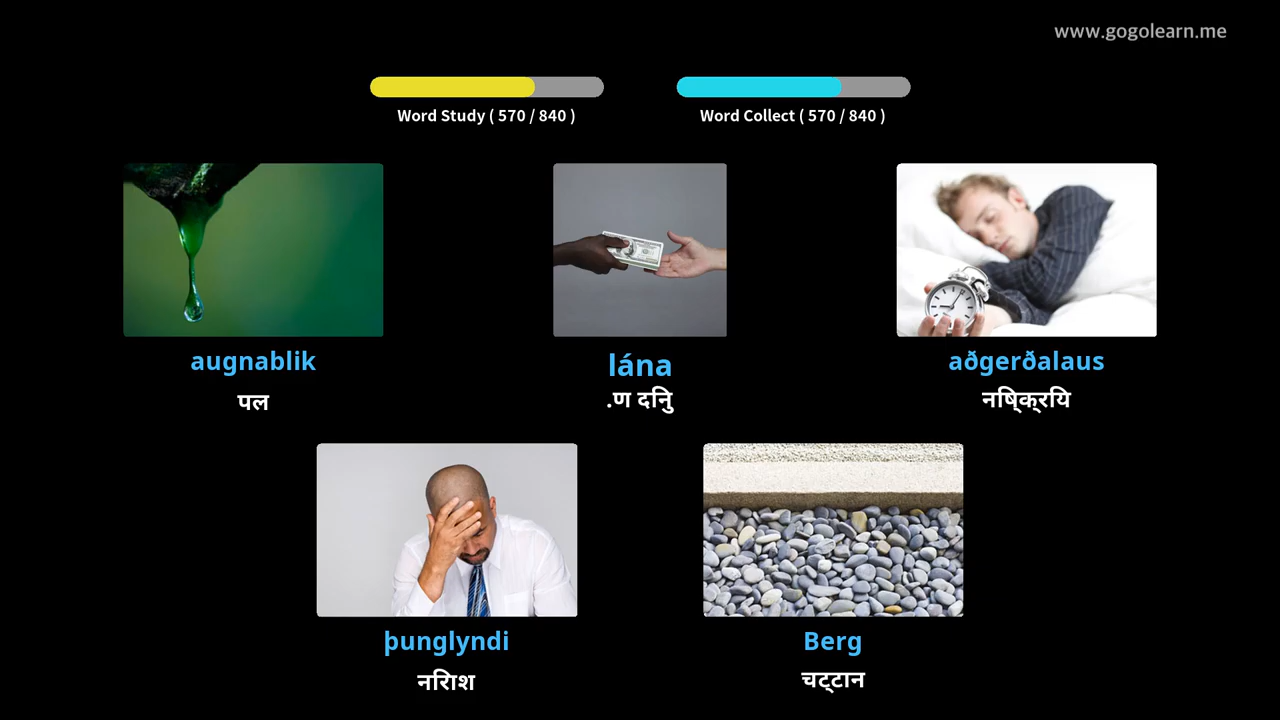 www.gogolearn.me
Word Study ( 570 / 840 )
Word Collect ( 570 / 840 )
augnablik
पल
lána
.ण दनिु
aðgerðalaus
नषि्क्रयि
þunglyndi
नरिाश
Berg
चट्टान